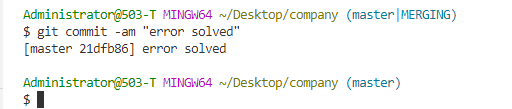 Administrator@503-T MINGW64 ~/Desktop/company (master|MERGING)
$ git commit -am "error solved"
[master 21dfb86] error solved
Administrator@503-T MINGW64 ~/Desktop/company (master)
$